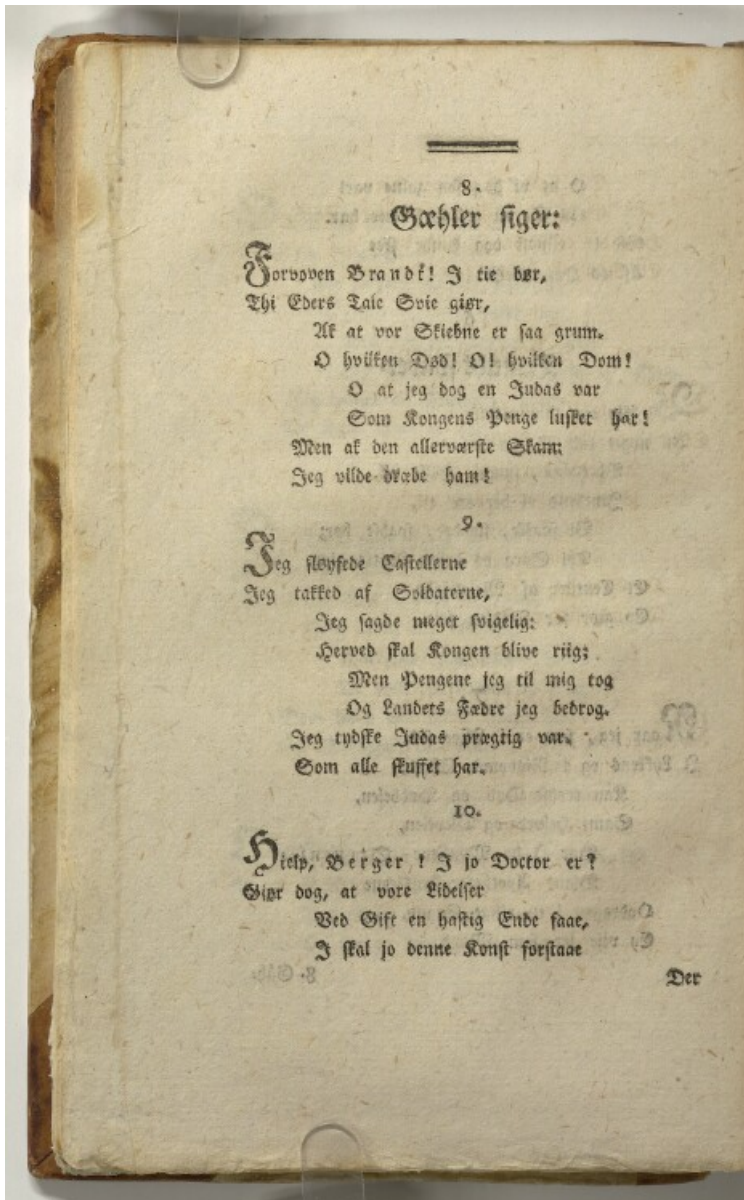 8.
Gæhler siger:
Forvoven Brandt! I tie bør,
Thi Eders Tale Svie giør,
Ak at vor Skiebne er saa grum.
O hvilken Død! O! hvilken Dom!
O at jeg dog en Judas var
Som Kongens Penge lusket har!
Men ak den allerværste Skam:
Jeg vilde dræbe ham!
9.
Jeg sløyfede Castellerne
Jeg takked af Soldaterne,
Jeg sagde meget svigelig:
Herved skal Kongen blive riig;
Men Pengene jeg til mig tog
Og Landets Fædre jeg bedrog.
Jeg tydske Judas prægtig var.
Som alle skuffet har.
10.
Hielp, Berger! I jo Doctor er?
Giør dog, at vore Lidelser
Ved Gift en hastig Ende faae,
I skal jo denne Konst forstaae
Der